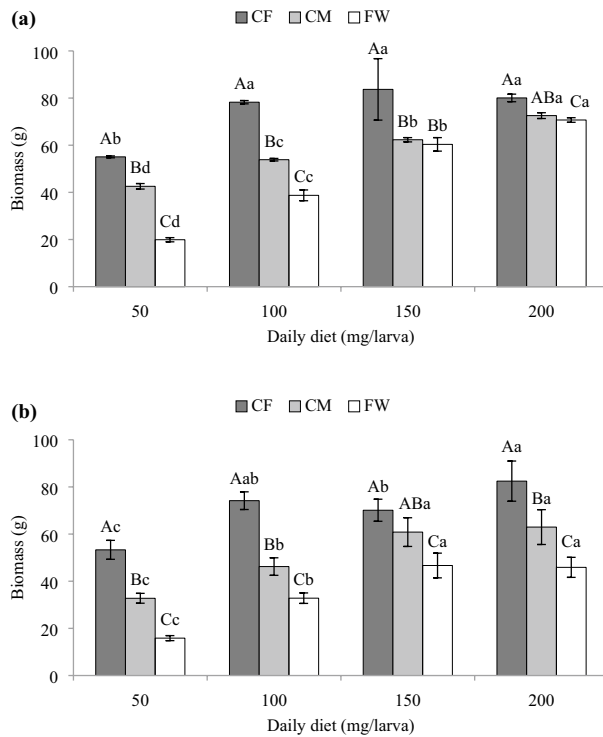 (a)
CF CM FW
Biomass (g)
100
80
60
40
20
0
Ab Bd Cd Aa Bc Cc Aa Bb Bb Aa ABa Ca
50 100 150 200
Daily diet (mg/larva)
(b)
CF CM FW
Biomass (g)
100
80
60
40
20
0
Ac Bc Cc Aab Bb Cb Ab ABa Ca Aa Ba Ca
50 100 150 200
Daily diet (mg/larva)